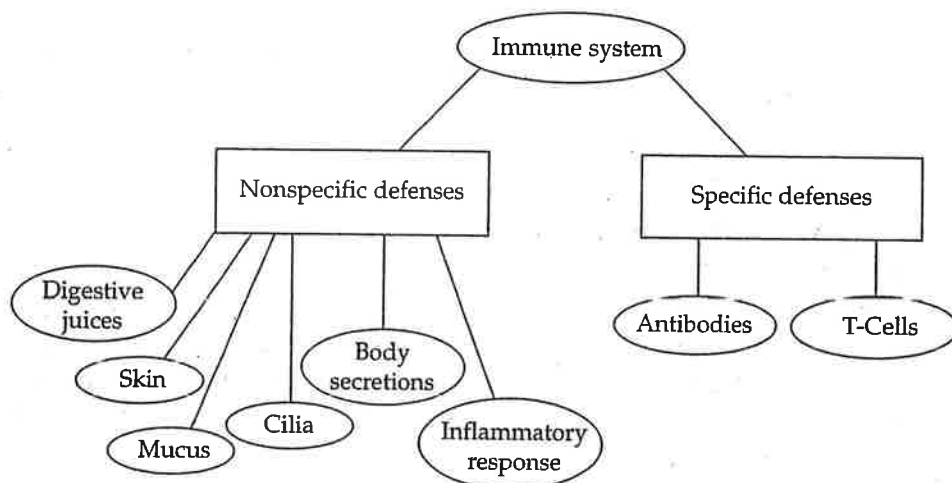 Immune system
Nonspecific defenses
Specific defenses
Digestive
juices
Skin
Mucus
Cilia
Body
secretions
Inflammatory
response
Antibodies
T-Cells